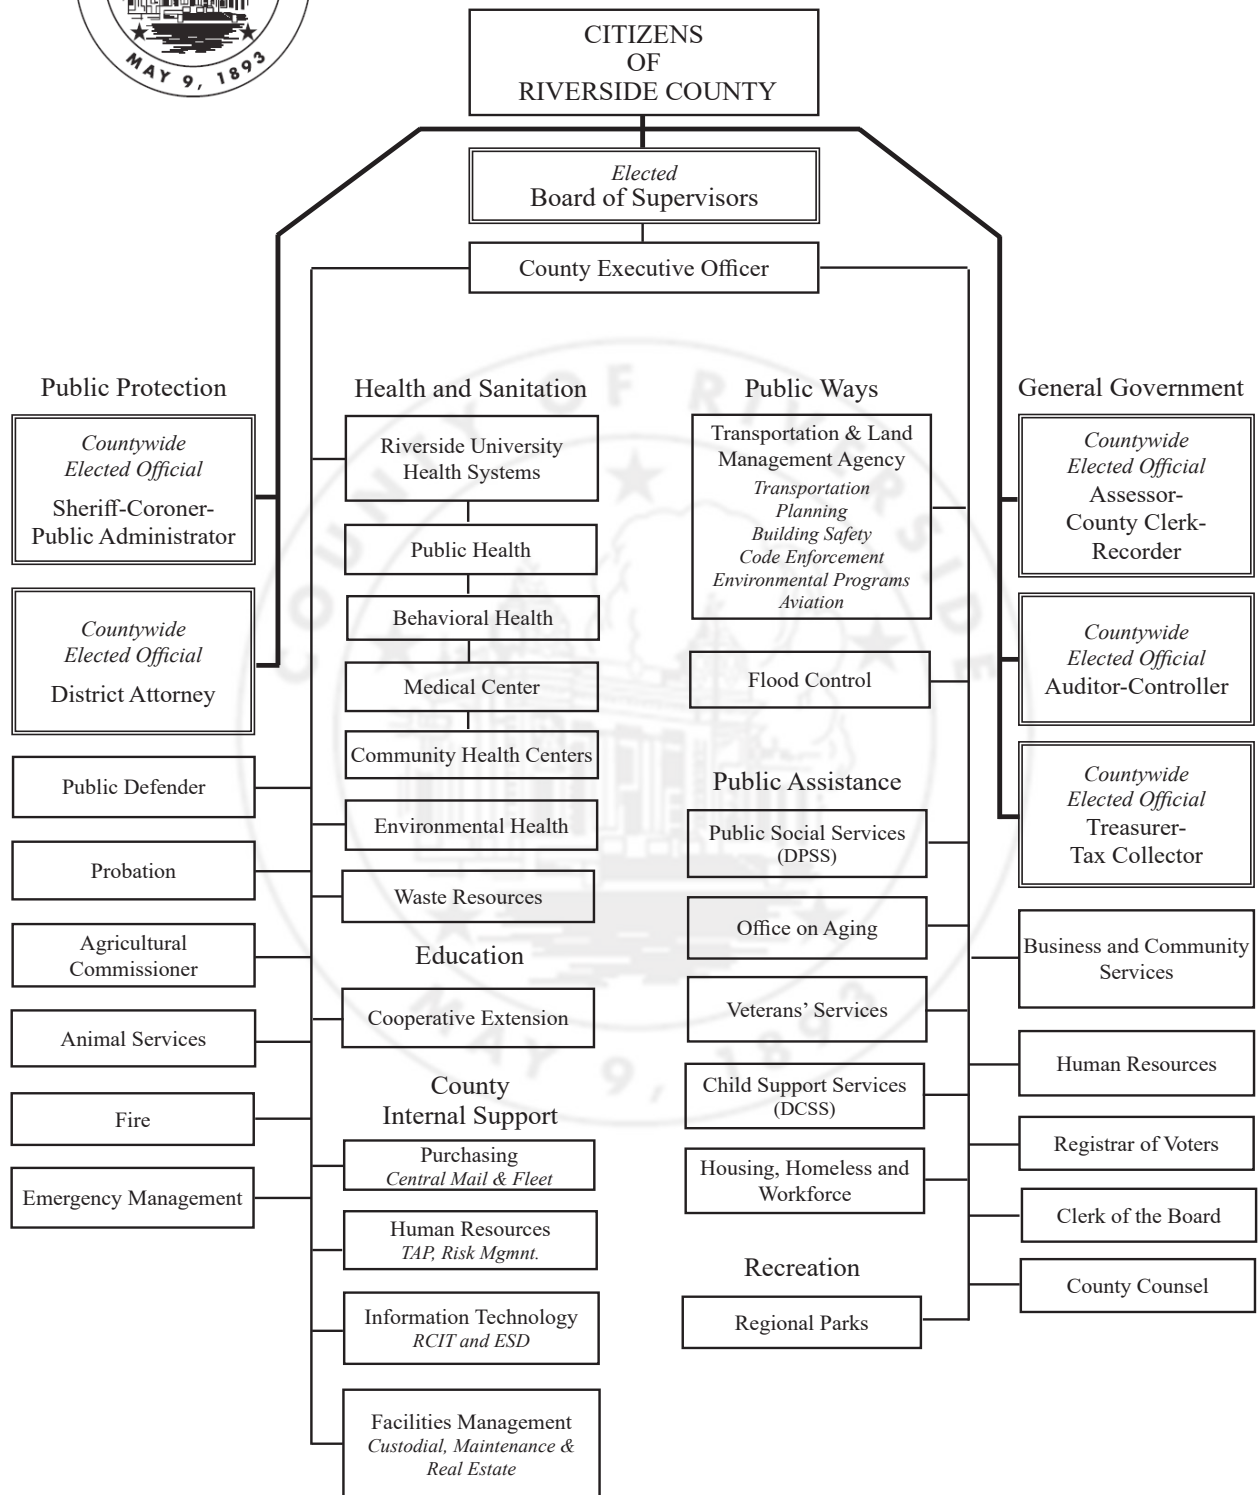 MAY 9, 1893
CITIZENS
OF
RIVERSIDE COUNTY
Elected
Board of Supervisors
County Executive Officer
Public Protection
Countywide
Elected Official
Sheriff-Coroner-
Public Administrator
Countywide
Elected Official
District Attorney
Public Defender
Probation
Agricultural
Commissioner
Animal Services
Fire
Emergency Management
Health and Sanitation
Riverside University
Health Systems
Public Health
Behavioral Health
Medical Center
Community Health Centers
Environmental Health
Waste Resources
Education
Cooperative Extension
County
Internal Support
Purchasing
Central Mail & Fleet
Human Resources
TAP, Risk Mgmnt.
Information Technology
RCIT and ESD
Facilities Management
Custodial, Maintenance &
Real Estate
Public Ways
Transportation & Land
Management Agency
Transportation
Planning
Building Safety
Code Enforcement
Environmental Programs
Aviation
Flood Control
Public Assistance
Public Social Services
(DPSS)
Office on Aging
Veterans’ Services
Child Support Services
(DCSS)
Housing, Homeless and
Workforce
Recreation
Regional Parks
General Government
Countywide
Elected Official
Assessor-
County Clerk-
Recorder
Countywide
Elected Official
Auditor-Controller
Countywide
Elected Official
Treasurer-
Tax Collector
Business and Community
Services
Human Resources
Registrar of Voters
Clerk of the Board
County Counsel
COUNTY OF RIVERSIDE
MAY 9, 1893